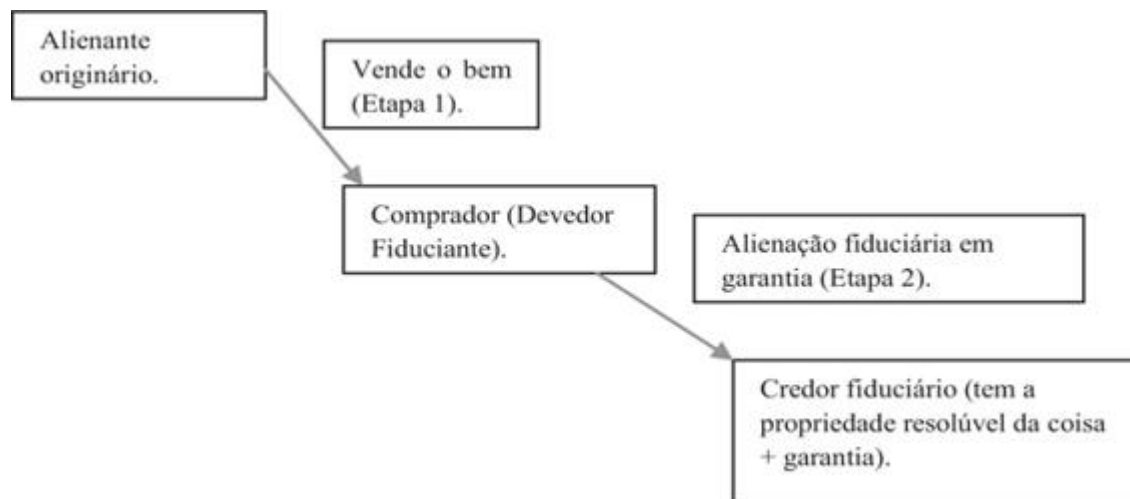 Alienante
originário.
Vende o bem
(Etapa 1).
Comprador (Devedor
Fiduciante).
Alienação fiduciária em
garantia (Etapa 2).
Credor fiduciário (tem a
propriedade resolúvel da coisa
+ garantia).